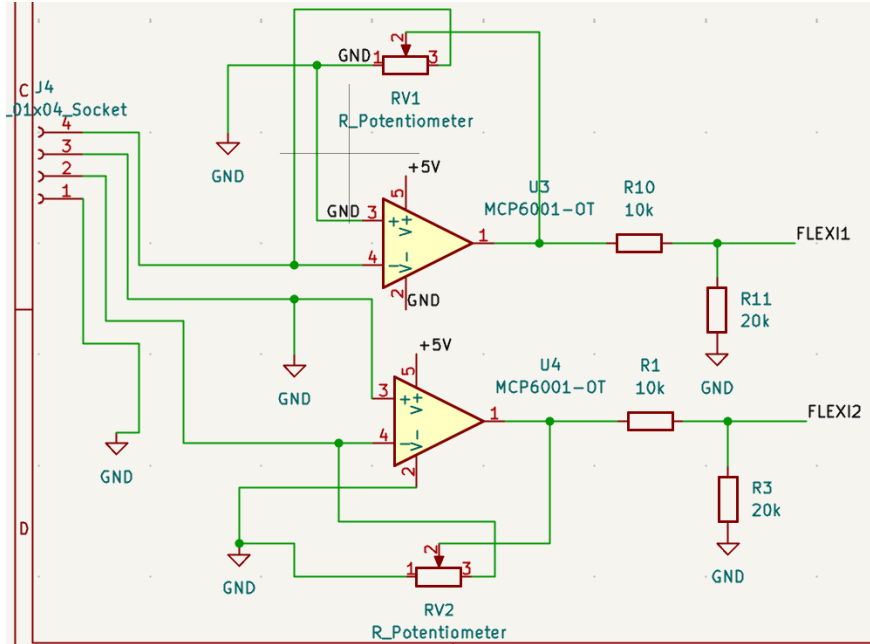 C
J4
_01x04_Socket
4
3
2
1
GND
GND
1
2
3
RV1
R_Potentiometer
+5V
5
GND
3
+
V+
4
-
V-
2
GND
1
U3
MCP6001-OT
R10
10k
FLEXI1
R11
20k
GND
GND
GND
+5V
5
3
+
V+
4
-
V-
2
1
U4
MCP6001-OT
R1
10k
FLEXI2
R3
20k
GND
D
GND
1
2
3
RV2
R_Potentiometer